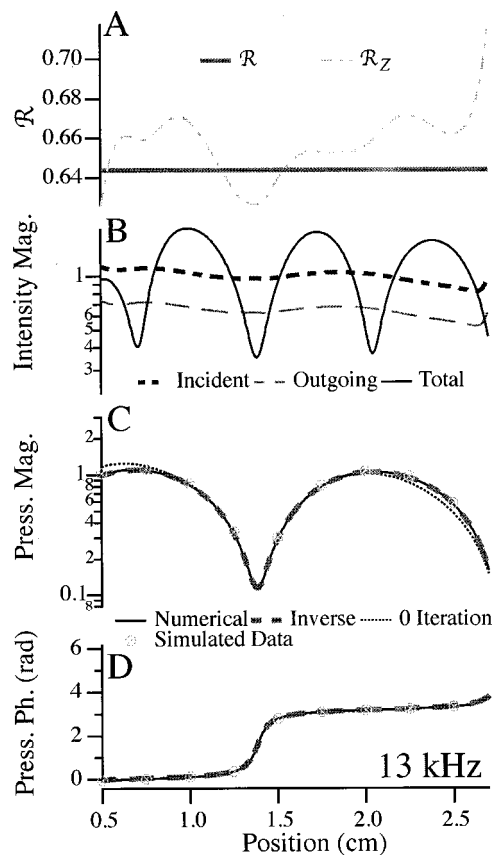 A
0.70
ℛ
ℛZ
0.68
ℛ
0.66
0.64
B
Intensity Mag.
1
6
5
4
3
Incident
Outgoing
Total
C
Press. Mag.
2
1
8
6
4
2
0.1
8
Numerical
Inverse
0 Iteration
Simulated Data
D
Press. Ph. (rad)
6
4
2
0
13 kHz
0.5
1.0
1.5
2.0
2.5
Position (cm)